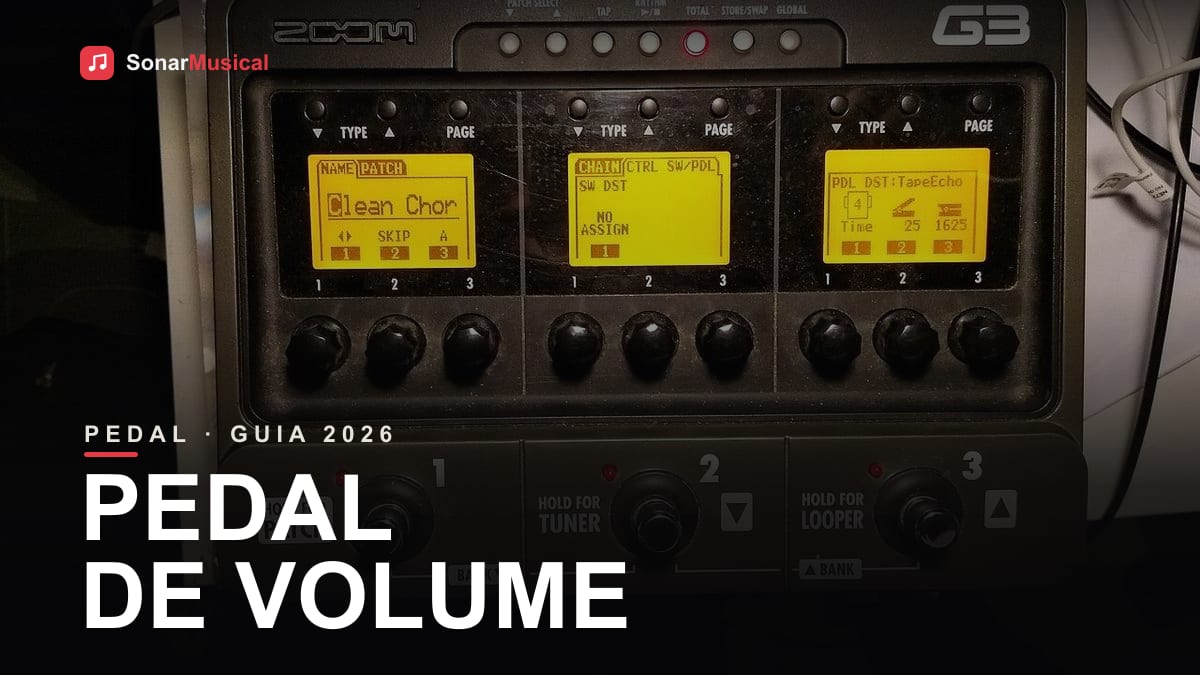 PATCH SELECT
TAP
RHYTHM
TOTAL
STORE/SWAP
GLOBAL
ZOOM
G3
SonarMusical
▼ TYPE ▲ PAGE
▼ TYPE ▲ PAGE
▼ TYPE ▲ PAGE
NAME PATCH
Clean Chor
SKIP A
1 2 3
CHAIN CTRL SW/PDL
SW DST
NO
ASSIGN
1
PDL DST:TapeEcho
4
Time 25 1625
1 2 3
1 2 3
1 2 3
1 2 3
PEDAL · GUIA 2026
PEDAL
DE VOLUME
1
2
HOLD FOR
TUNER
3
HOLD FOR
LOOPER
▲ BANK